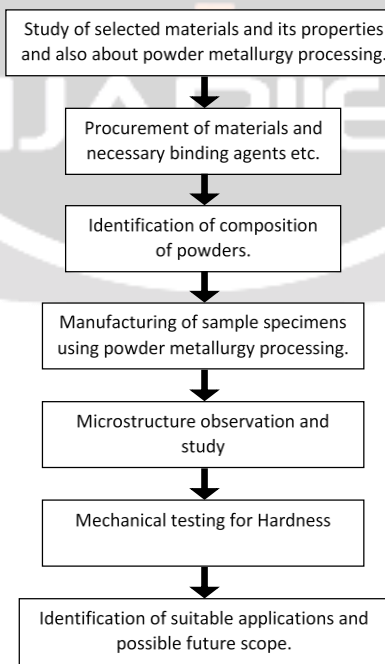 Study of selected materials and its properties
and also about powder metallurgy processing.
Procurement of materials and
necessary binding agents etc.
Identification of composition
of powders.
Manufacturing of sample specimens
using powder metallurgy processing.
Microstructure observation and
study
Mechanical testing for Hardness
Identification of suitable applications and
possible future scope.